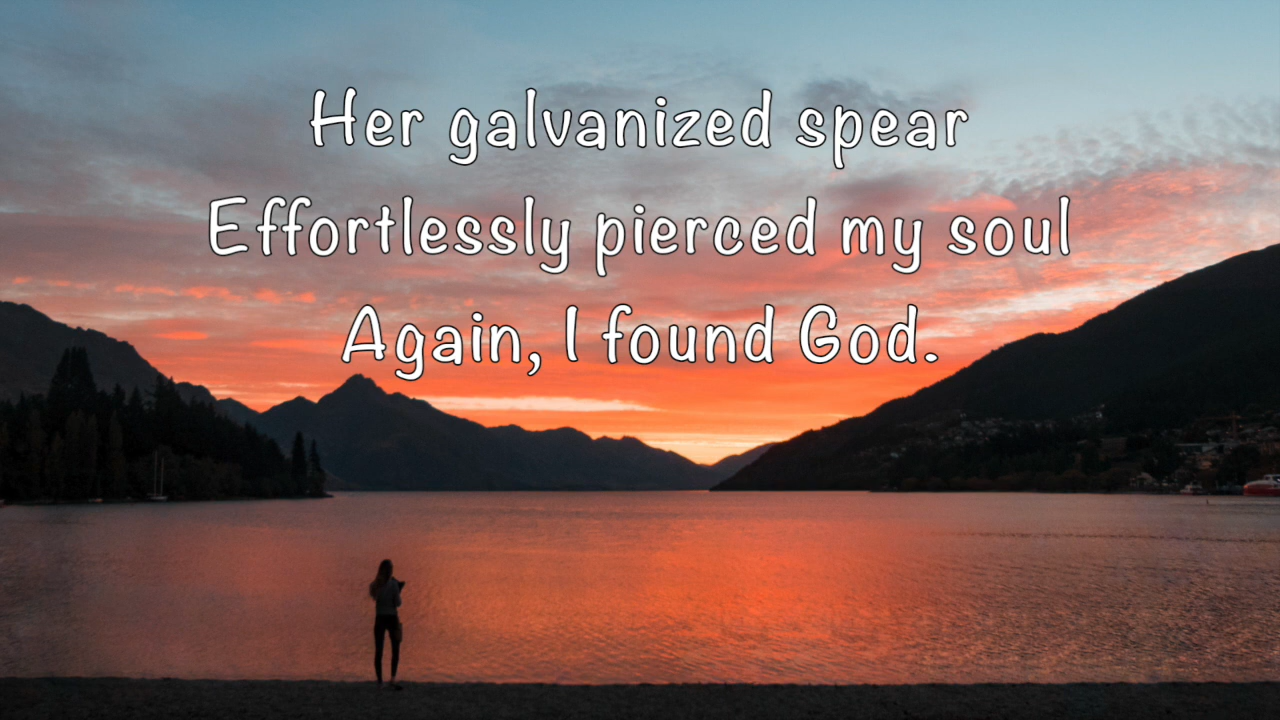 Her galvanized spear
Effortlessly pierced my soul
Again, I found God.